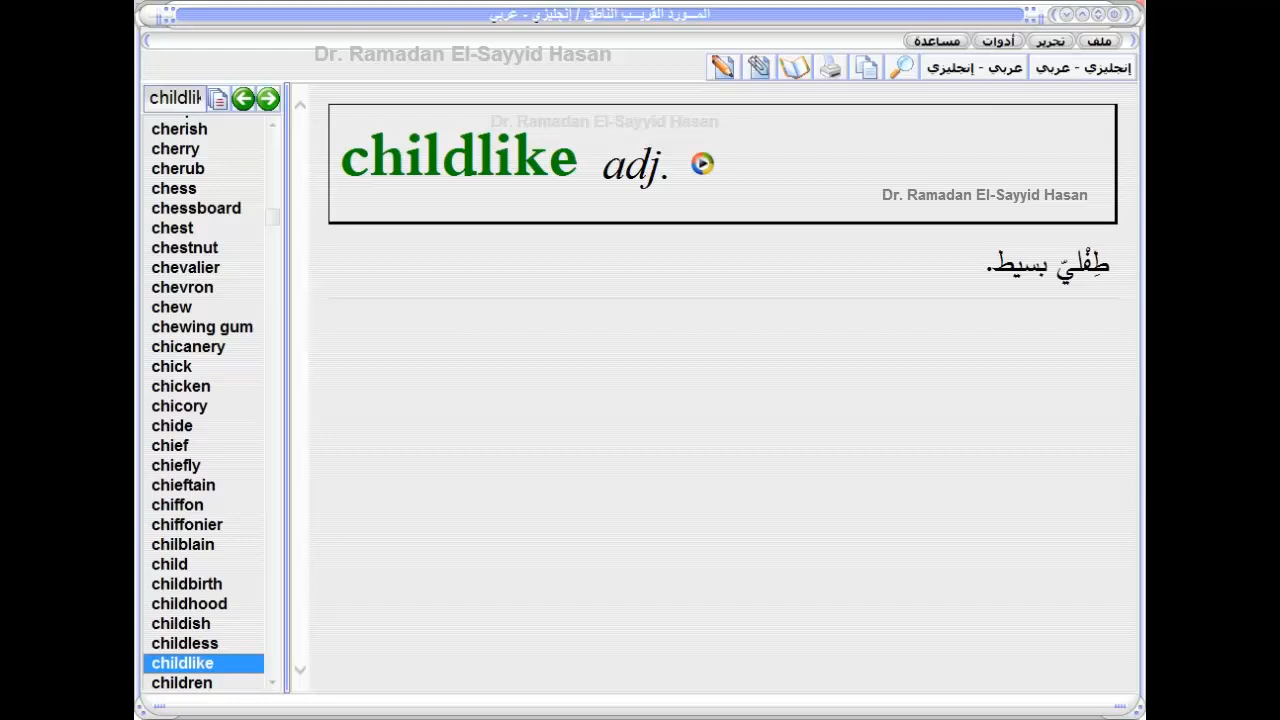 المـورد القريـب الناطق / إنجليزي - عربي
ملف تحرير أدوات مساعدة
Dr. Ramadan El-Sayyid Hasan
إنجليزي - عربي عربي - إنجليزي
childlik
cherish
cherry
cherub
chess
chessboard
chest
chestnut
chevalier
chevron
chew
chewing gum
chicanery
chick
chicken
chicory
chide
chief
chiefly
chieftain
chiffon
chiffonier
chilblain
child
childbirth
childhood
childish
childless
childlike
children
Dr. Ramadan El-Sayyid Hasan
childlike adj.
Dr. Ramadan El-Sayyid Hasan
طِفْليّ بسيط.